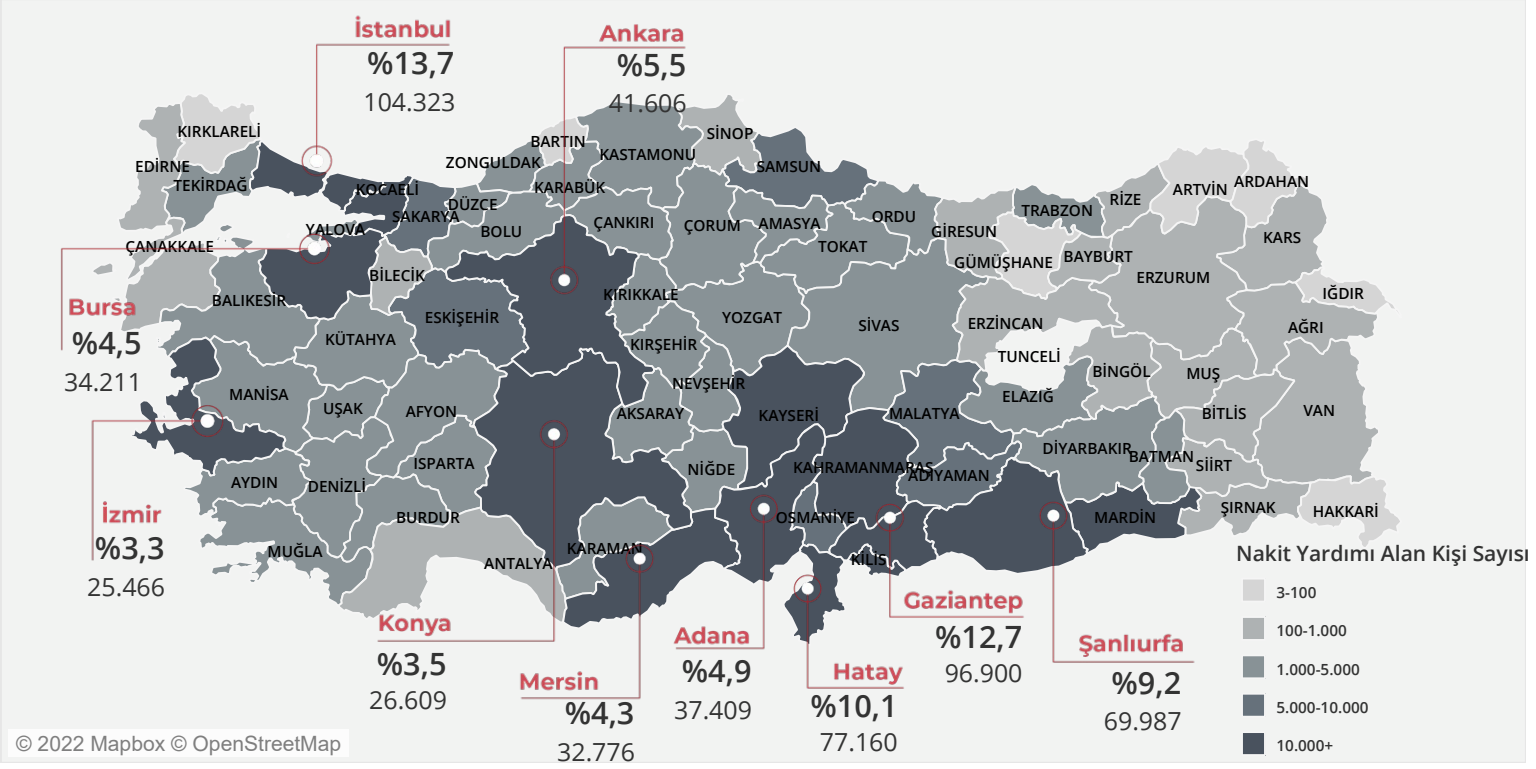 İstanbul
%13,7
104.323
Ankara
%5,5
41.606
KIRKLARELİ
EDİRNE
TEKİRDAĞ
KOCAELİ
SAKARYA
YALOVA
DÜZCE
ZONGULDAK
BARTIN
KARABÜK
KASTAMONU
SİNOP
SAMSUN
BOLU
ÇANKIRI
ÇORUM
AMASYA
TOKAT
ORDU
GİRESUN
TRABZON
RİZE
ARTVİN
ARDAHAN
GÜMÜŞHANE
BAYBURT
ERZURUM
KARS
IĞDIR
AĞRI
ÇANAKKALE
BALIKESİR
BİLECİK
ESKİŞEHİR
KÜTAHYA
KIRIKKALE
KIRŞEHİR
YOZGAT
SİVAS
ERZİNCAN
TUNCELİ
BİNGÖL
MUŞ
BİTLİS
VAN
Bursa
%4,5
34.211
MANİSA
UŞAK
AFYON
AKSARAY
NEVŞEHİR
KAYSERİ
MALATYA
ELAZIĞ
DİYARBAKIR
BATMAN
SİİRT
AYDIN
DENİZLİ
ISPARTA
NİĞDE
KAHRAMANMARAŞ
ADIYAMAN
ŞIRNAK
HAKKARİ
MARDİN
OSMANİYE
KİLİS
MUĞLA
BURDUR
ANTALYA
KARAMAN
İzmir
%3,3
25.466
Konya
%3,5
26.609
Mersin
%4,3
32.776
Adana
%4,9
37.409
Hatay
%10,1
77.160
Gaziantep
%12,7
96.900
Şanlıurfa
%9,2
69.987
Nakit Yardımı Alan Kişi Sayısı
3-100
100-1.000
1.000-5.000
5.000-10.000
10.000+
© 2022 Mapbox © OpenStreetMap